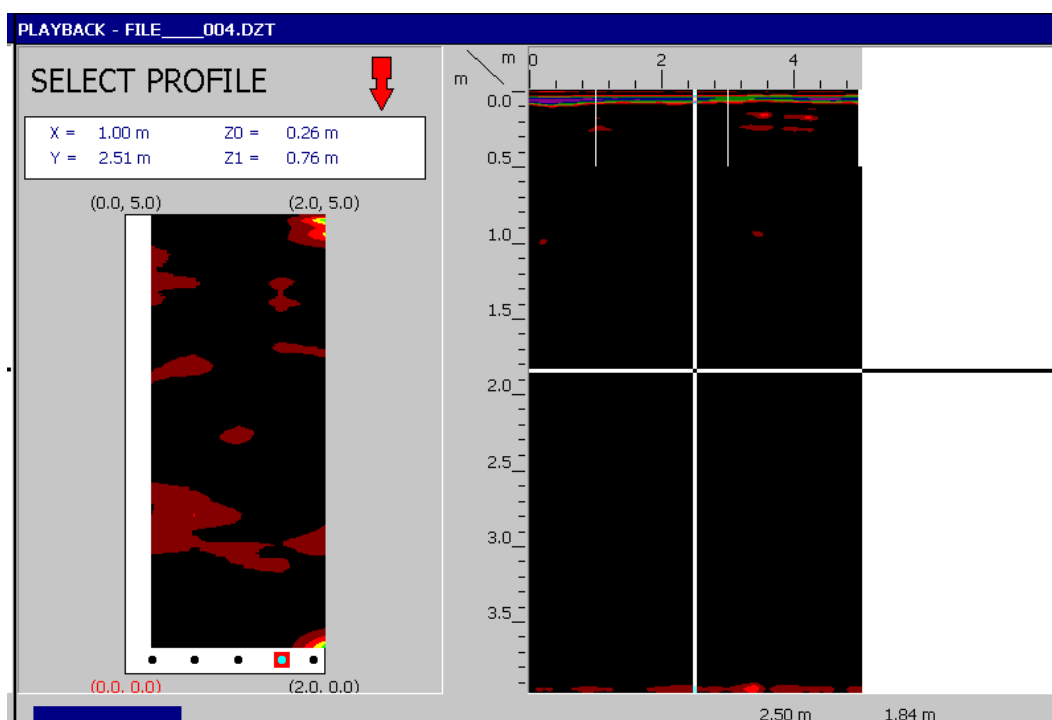 PLAYBACK - FILE____004.DZT
SELECT PROFILE
X = 1.00 m Z0 = 0.26 m
Y = 2.51 m Z1 = 0.76 m
(0.0, 5.0) (2.0, 5.0)
(0.0, 0.0) (2.0, 0.0)
m 0 2 4
m
0.0
0.5
1.0
1.5
2.0
2.5
3.0
3.5
2.50 m 1.84 m